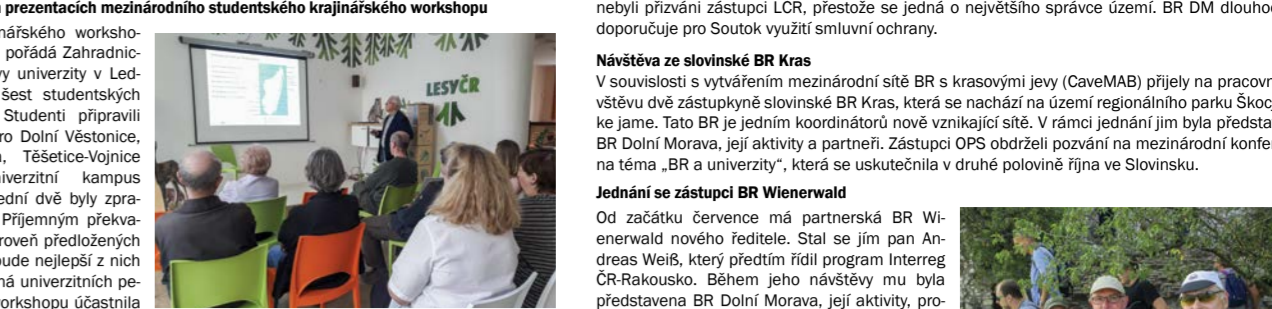 prezentacích mezinárodního studentského krajinářského workshopu
nářského worksho-
pořádá Zahradnic-
vy univerzity v Led-
šest studentských
Studenti připravili
ro Dolní Věstonice,
Těšetice-Vojnice
iverzitní kampus
ední dvě byly zpra-
Příjemným překva-
roveň předložených
bude nejlepší z nich
ná univerzitních pe-
vorkshopu účastnila
LESYČR
nebyli přizváni zástupci LČR, přestože se jedná o největšího správce území. BR DM dlouho
doporučuje pro Soutok využití smluvní ochrany.
Návštěva ze slovinské BR Kras
V souvislosti s vytvářením mezinárodní sítě BR s krasovými jevy (CaveMAB) přijely na pracovn
vštěvu dvě zástupkyně slovinské BR Kras, která se nachází na území regionálního parku Škoc
ke jame. Tato BR je jedním koordinátorů nově vznikající sítě. V rámci jednání jim byla předsta
BR Dolní Morava, její aktivity a partneři. Zástupci OPS obdrželi pozvání na mezinárodní konfer
na téma „BR a univerzity“, která se uskutečnila v druhé polovině října ve Slovinsku.
Jednání se zástupci BR Wienerwald
Od začátku července má partnerská BR Wi-
enerwald nového ředitele. Stal se jím pan An-
dreas Weiß, který předtím řídil program Interreg
ČR-Rakousko. Během jeho návštěvy mu byla
představena BR Dolní Morava, její aktivity, pro-